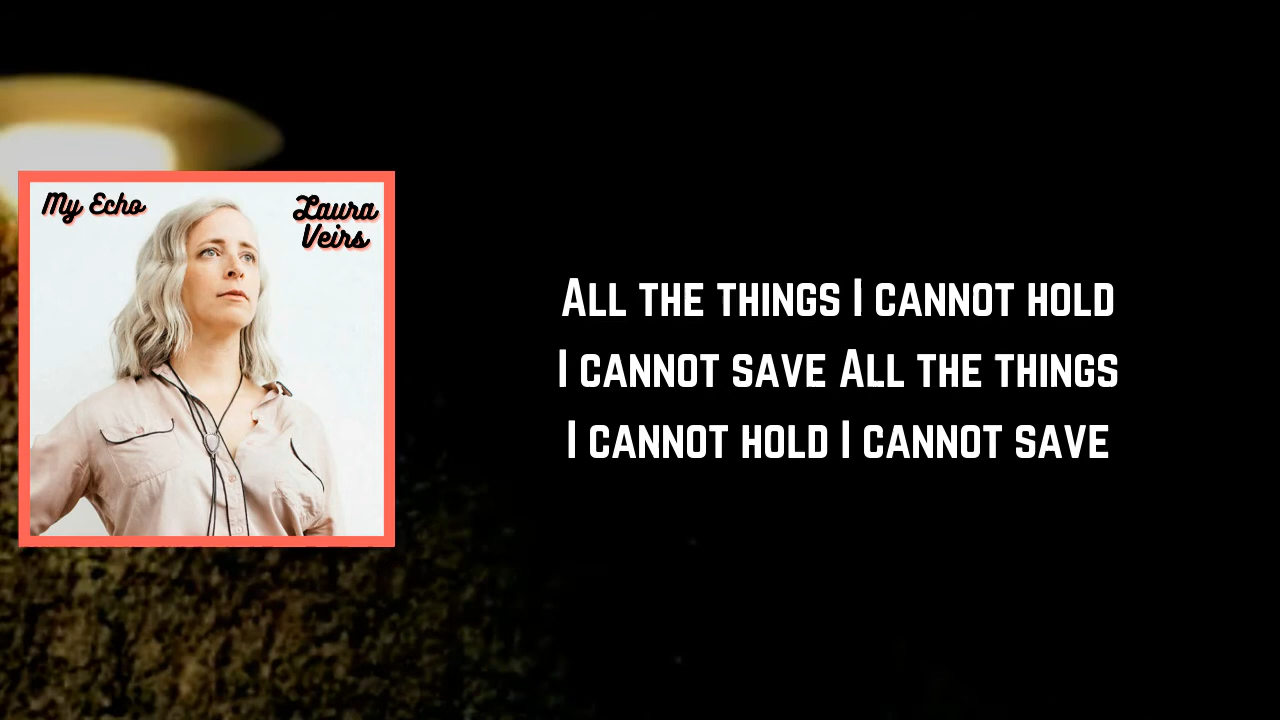 My Echo
Laura
Veirs
All the things I cannot hold
I cannot save All the things
I cannot hold I cannot save